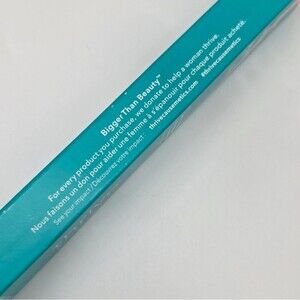 Bigger Than Beauty™
For every product you purchase, we donate to help a woman thrive.
Nous faisons un don pour aider une femme à s'épanouir pour chaque produit acheté.
See your impact / Découvrez votre impact:
thrivecausemetics.com
#thrivecausemetics